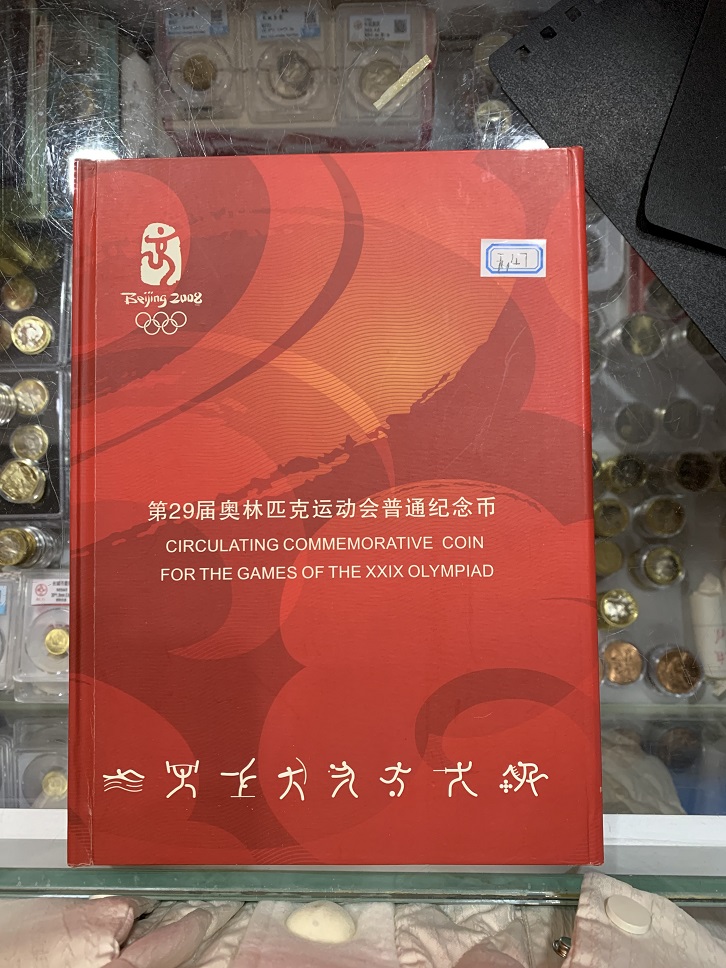 Beijing 2008
第29届奥林匹克运动会普通纪念币
CIRCULATING COMMEMORATIVE COIN
FOR THE GAMES OF THE XXIX OLYMPIAD